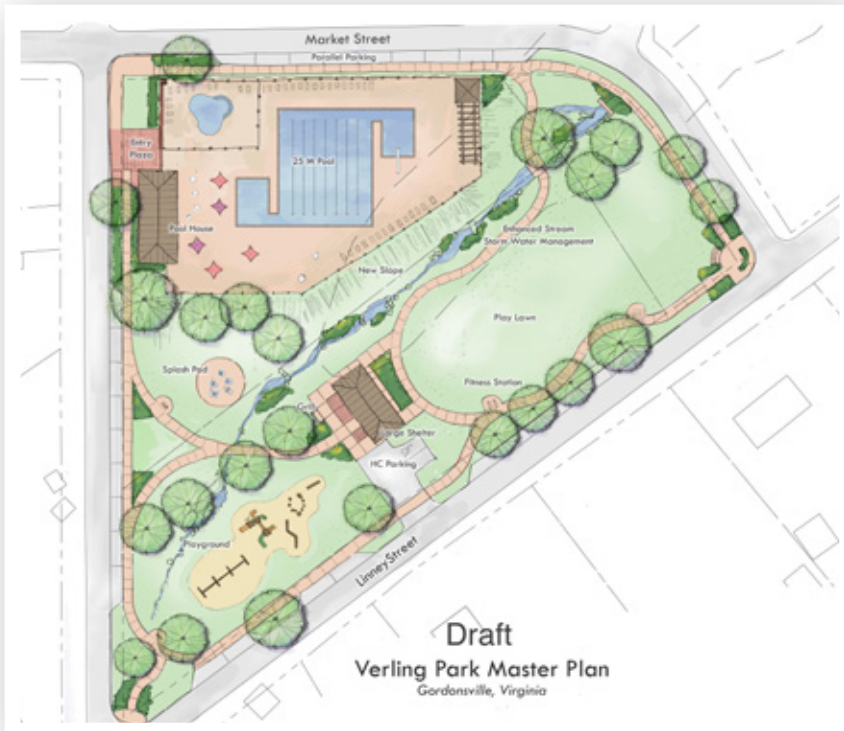 Market Street
Parallel Parking
Entry
Plaza
25 M Pool
Pool House
Enhanced Stream
Storm Water Management
New Slope
Play Lawn
Splash Pad
Fitness Station
Grill
Large Shelter
HC Parking
Playground
Linney Street
Draft
Verling Park Master Plan
Gordonsville, Virginia